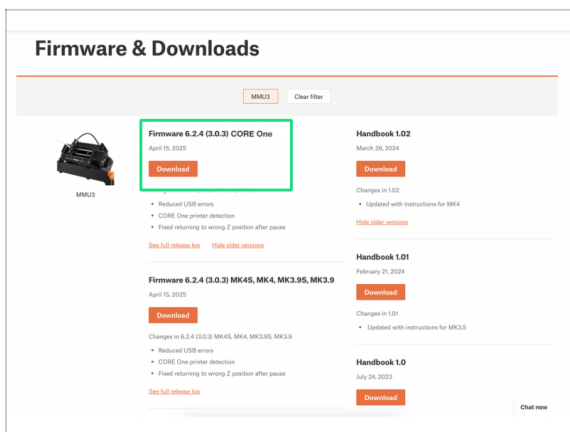 Firmware & Downloads
MMU3
Clear filter
MMU3
Firmware 6.2.4 (3.0.3) CORE One
April 15, 2025
Download
• Reduced USB errors
• CORE One printer detection
• Fixed returning to wrong Z position after pause
See full release log
Hide older versions
Firmware 6.2.4 (3.0.3) MK4S, MK4, MK3.9S, MK3.9
April 15, 2025
Download
Changes in 6.2.4 (3.0.3) MK4S, MK4, MK3.9S, MK3.9
• Reduced USB errors
• CORE One printer detection
• Fixed returning to wrong Z position after pause
See full release log
Handbook 1.02
March 26, 2024
Download
Changes in 1.02
• Updated with instructions for MK4
Hide older versions
Handbook 1.01
February 21, 2024
Download
Changes in 1.01
• Updated with instructions for MK3.5
Handbook 1.0
July 24, 2023
Download
Chat now